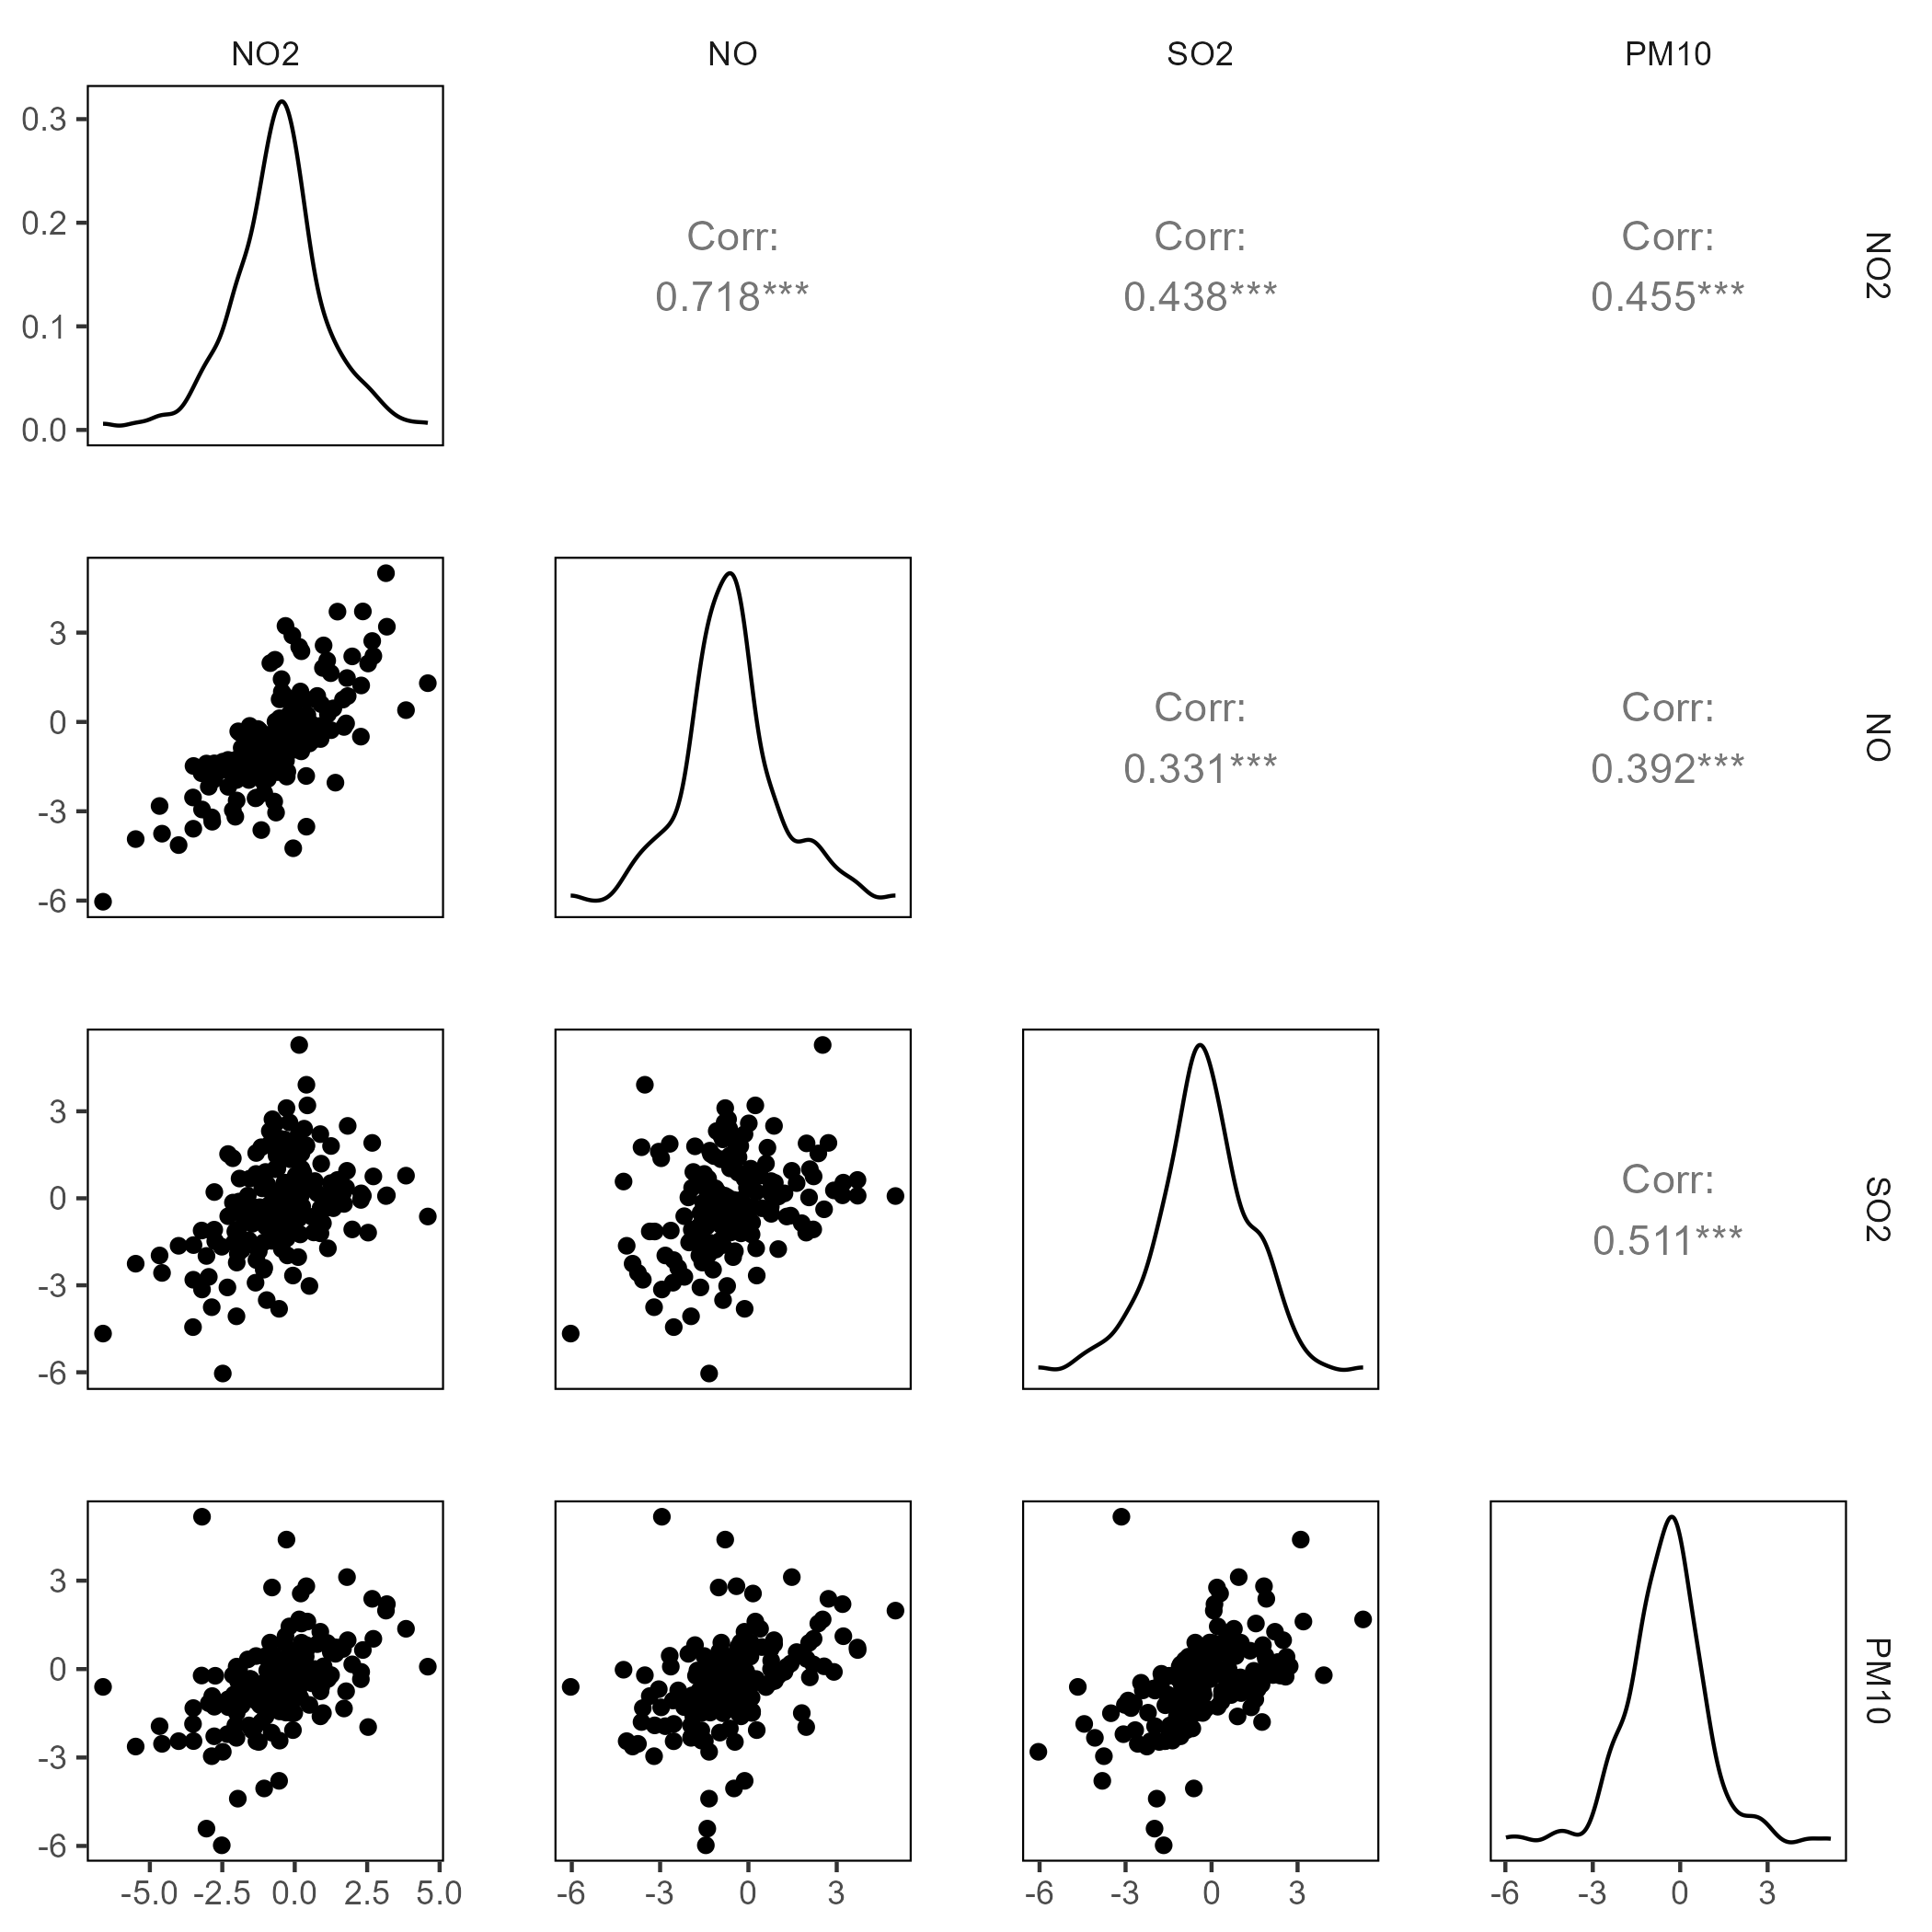 NO2 NO SO2 PM10
0.3
0.2
0.1
0.0
Corr:
0.718***
Corr:
0.438***
Corr:
0.455***
NO2
3
0
-3
-6
Corr:
0.331***
Corr:
0.392***
NO
3
0
-3
-6
Corr:
0.511***
SO2
3
0
-3
-6
PM10
-5.0 -2.5 0.0 2.5 5.0 -6 -3 0 3 -6 -3 0 3 -6 -3 0 3